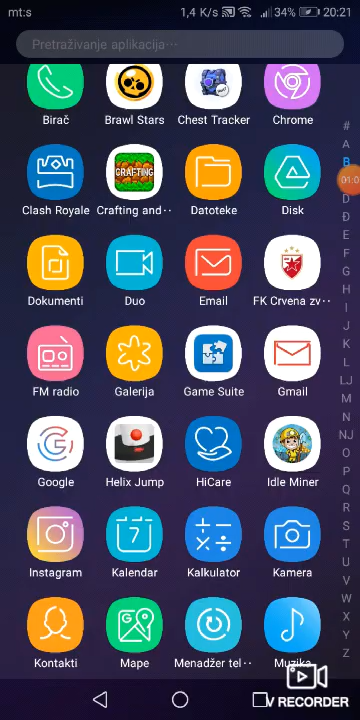 mt:s 1,4 K/s 34% 20:21
Pretraživanje aplikacija...
Birač Brawl Stars Chest Tracker Chrome
Clash Royale Crafting and·· Datoteke Disk
CRAFTING
Dokumenti Duo Email FK Crvena zv··
FM radio Galerija Game Suite Gmail
Google Helix Jump HiCare Idle Miner
7
Instagram Kalendar Kalkulator Kamera
Kontakti Mape Menadžer tel·· Muzika
V RECORDER
#
A
B
01:0
D
Đ
E
F
G
H
I
J
K
L
LJ
M
N
NJ
O
P
Q
R
S
T
U
V
W
X
Y
Z